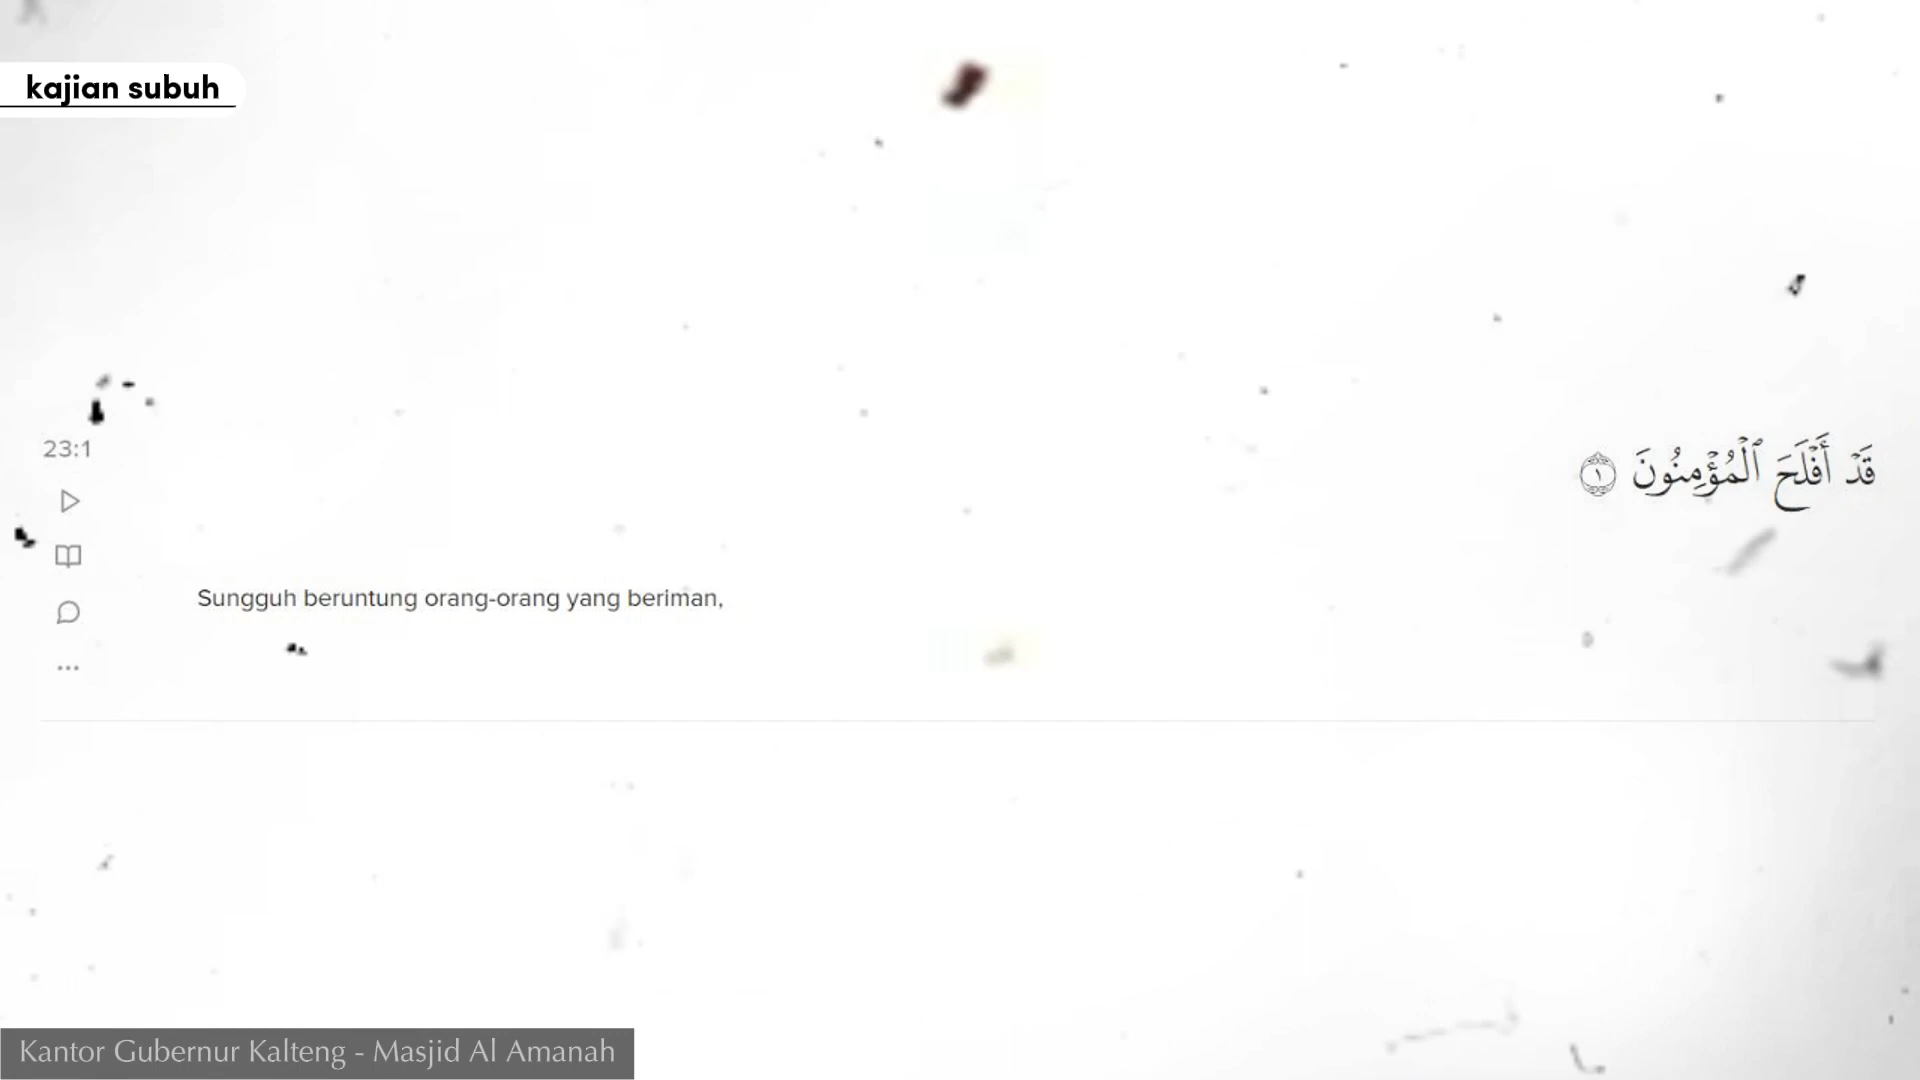 kajian subuh
23:1
قَدْ أَفْلَحَ ٱلْمُؤْمِنُونَ ١
Sungguh beruntung orang-orang yang beriman,
Kantor Gubernur Kalteng - Masjid Al Amanah